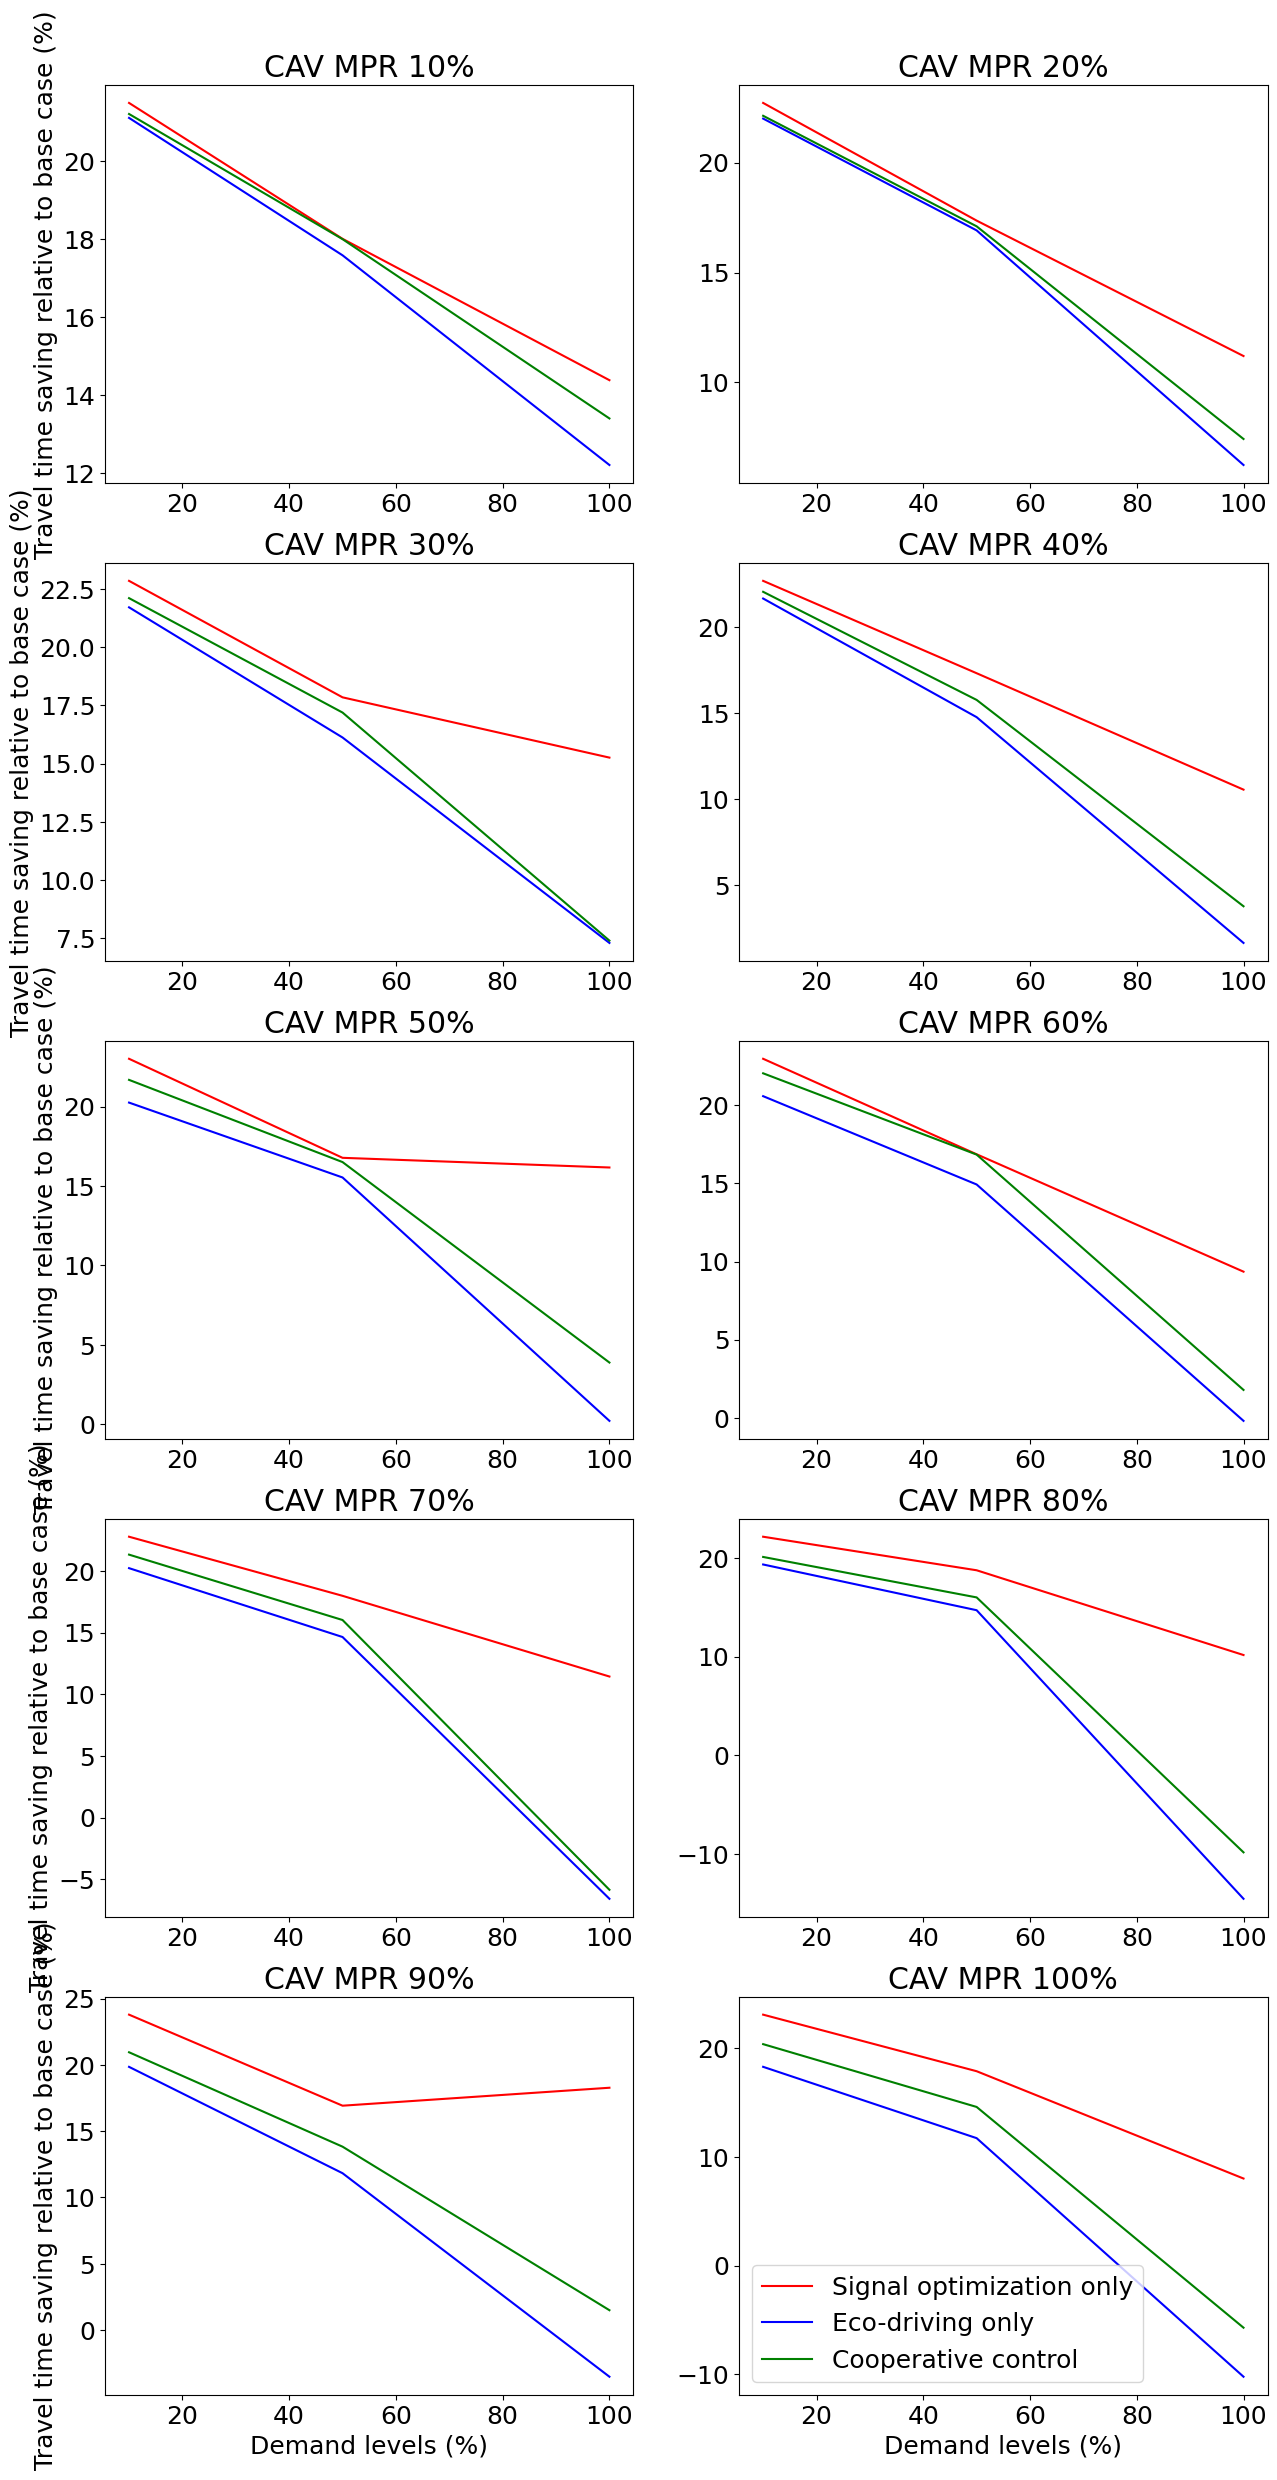 CAV MPR 10%
Travel time saving relative to base case (%)
20
18
16
14
12
20 40 60 80 100
CAV MPR 20%
20
15
10
20 40 60 80 100
CAV MPR 30%
Travel time saving relative to base case (%)
22.5
20.0
17.5
15.0
12.5
10.0
7.5
20 40 60 80 100
CAV MPR 40%
20
15
10
5
20 40 60 80 100
CAV MPR 50%
Travel time saving relative to base case (%)
20
15
10
5
0
20 40 60 80 100
CAV MPR 60%
20
15
10
5
0
20 40 60 80 100
CAV MPR 70%
Travel time saving relative to base case (%)
20
15
10
5
0
−5
20 40 60 80 100
CAV MPR 80%
20
10
0
−10
20 40 60 80 100
CAV MPR 90%
Travel time saving relative to base case (%)
25
20
15
10
5
0
20 40 60 80 100
Demand levels (%)
CAV MPR 100%
20
10
0
−10
Signal optimization only
Eco-driving only
Cooperative control
20 40 60 80 100
Demand levels (%)